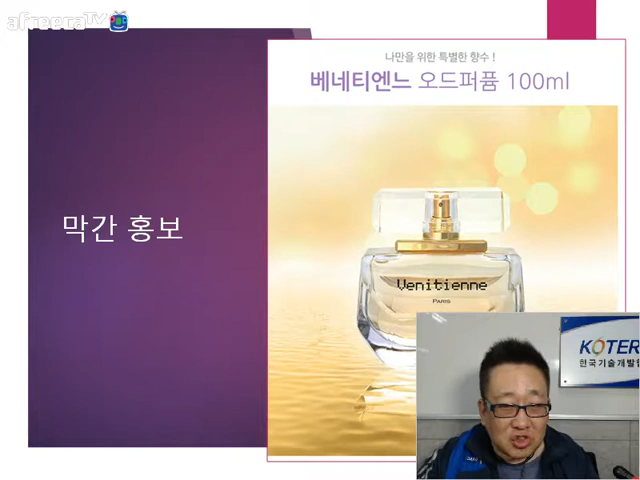 afreecaTV
나만을 위한 특별한 향수 !
베네티엔느 오드퍼퓸 100ml
막간 홍보
Venitienne
PARIS
KOTER
한국기술개발